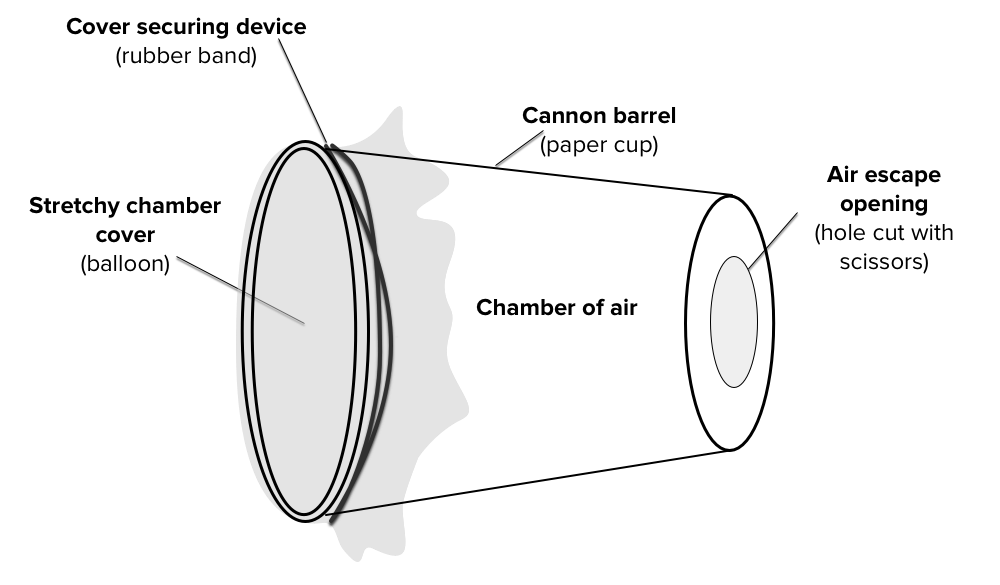 Cover securing device
(rubber band)
Cannon barrel
(paper cup)
Air escape
opening
(hole cut with
scissors)
Stretchy chamber
cover
(balloon)
Chamber of air